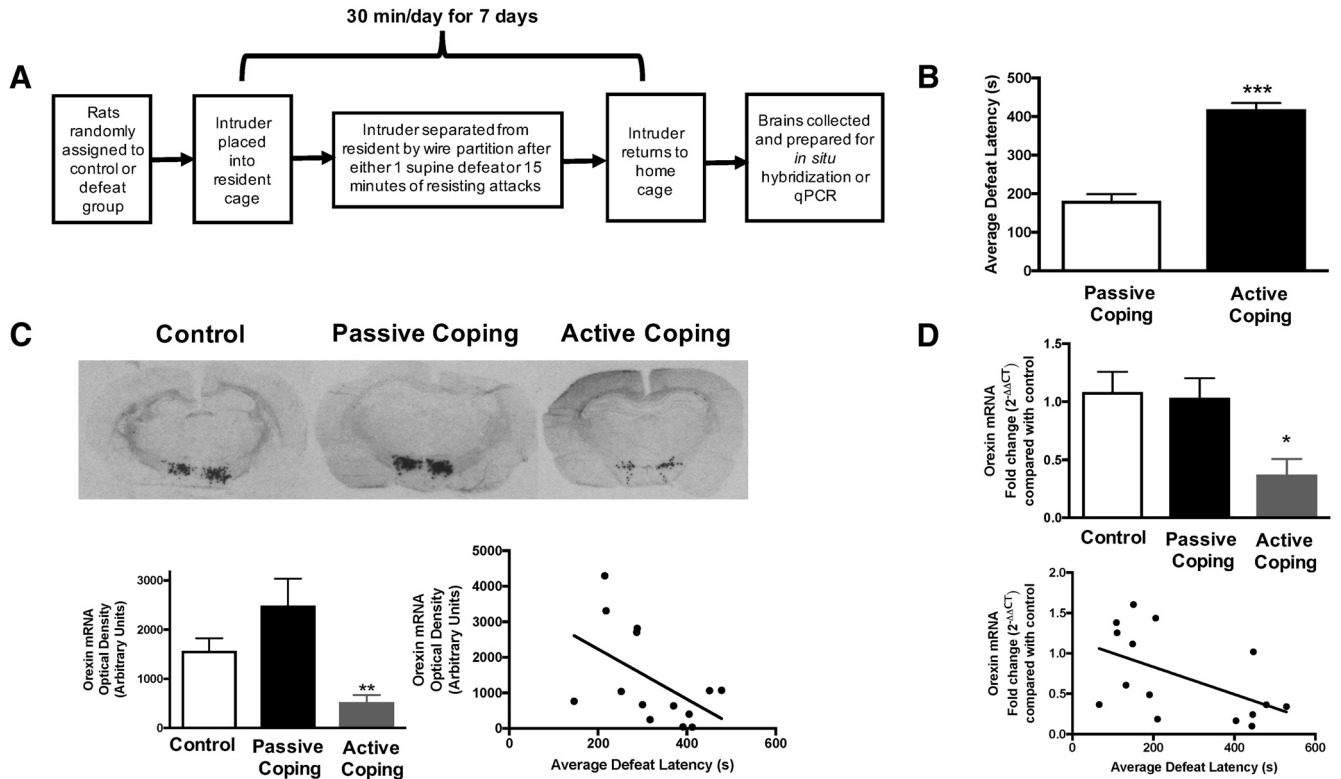 30 min/day for 7 days
A
Rats
randomly
assigned to
control or
defeat
group
Intruder
placed
into
resident
cage
Intruder separated from
resident by wire partition after
either 1 supine defeat or 15
minutes of resisting attacks
Intruder
returns to
home
cage
Brains collected
and prepared for
in situ
hybridization or
qPCR
B
Average Defeat Latency (s)
500
400
300
200
100
0
***
Passive
Coping
Active
Coping
C
Control
Passive Coping
Active Coping
Orexin mRNA
Optical Density
(Arbitrary Units)
3000
2000
1000
0
**
Control
Passive
Coping
Active
Coping
Orexin mRNA
Optical Density
(Arbitrary Units)
5000
4000
3000
2000
1000
0
0
200
400
600
Average Defeat Latency (s)
D
Orexin mRNA
Fold change (2-ΔΔCT)
compared with control
1.5
1.0
0.5
0.0
*
Control
Passive
Coping
Active
Coping
Orexin mRNA
Fold change (2-ΔΔCT)
compared with control
2.0
1.5
1.0
0.5
0.0
0
200
400
600
Average Defeat Latency (s)